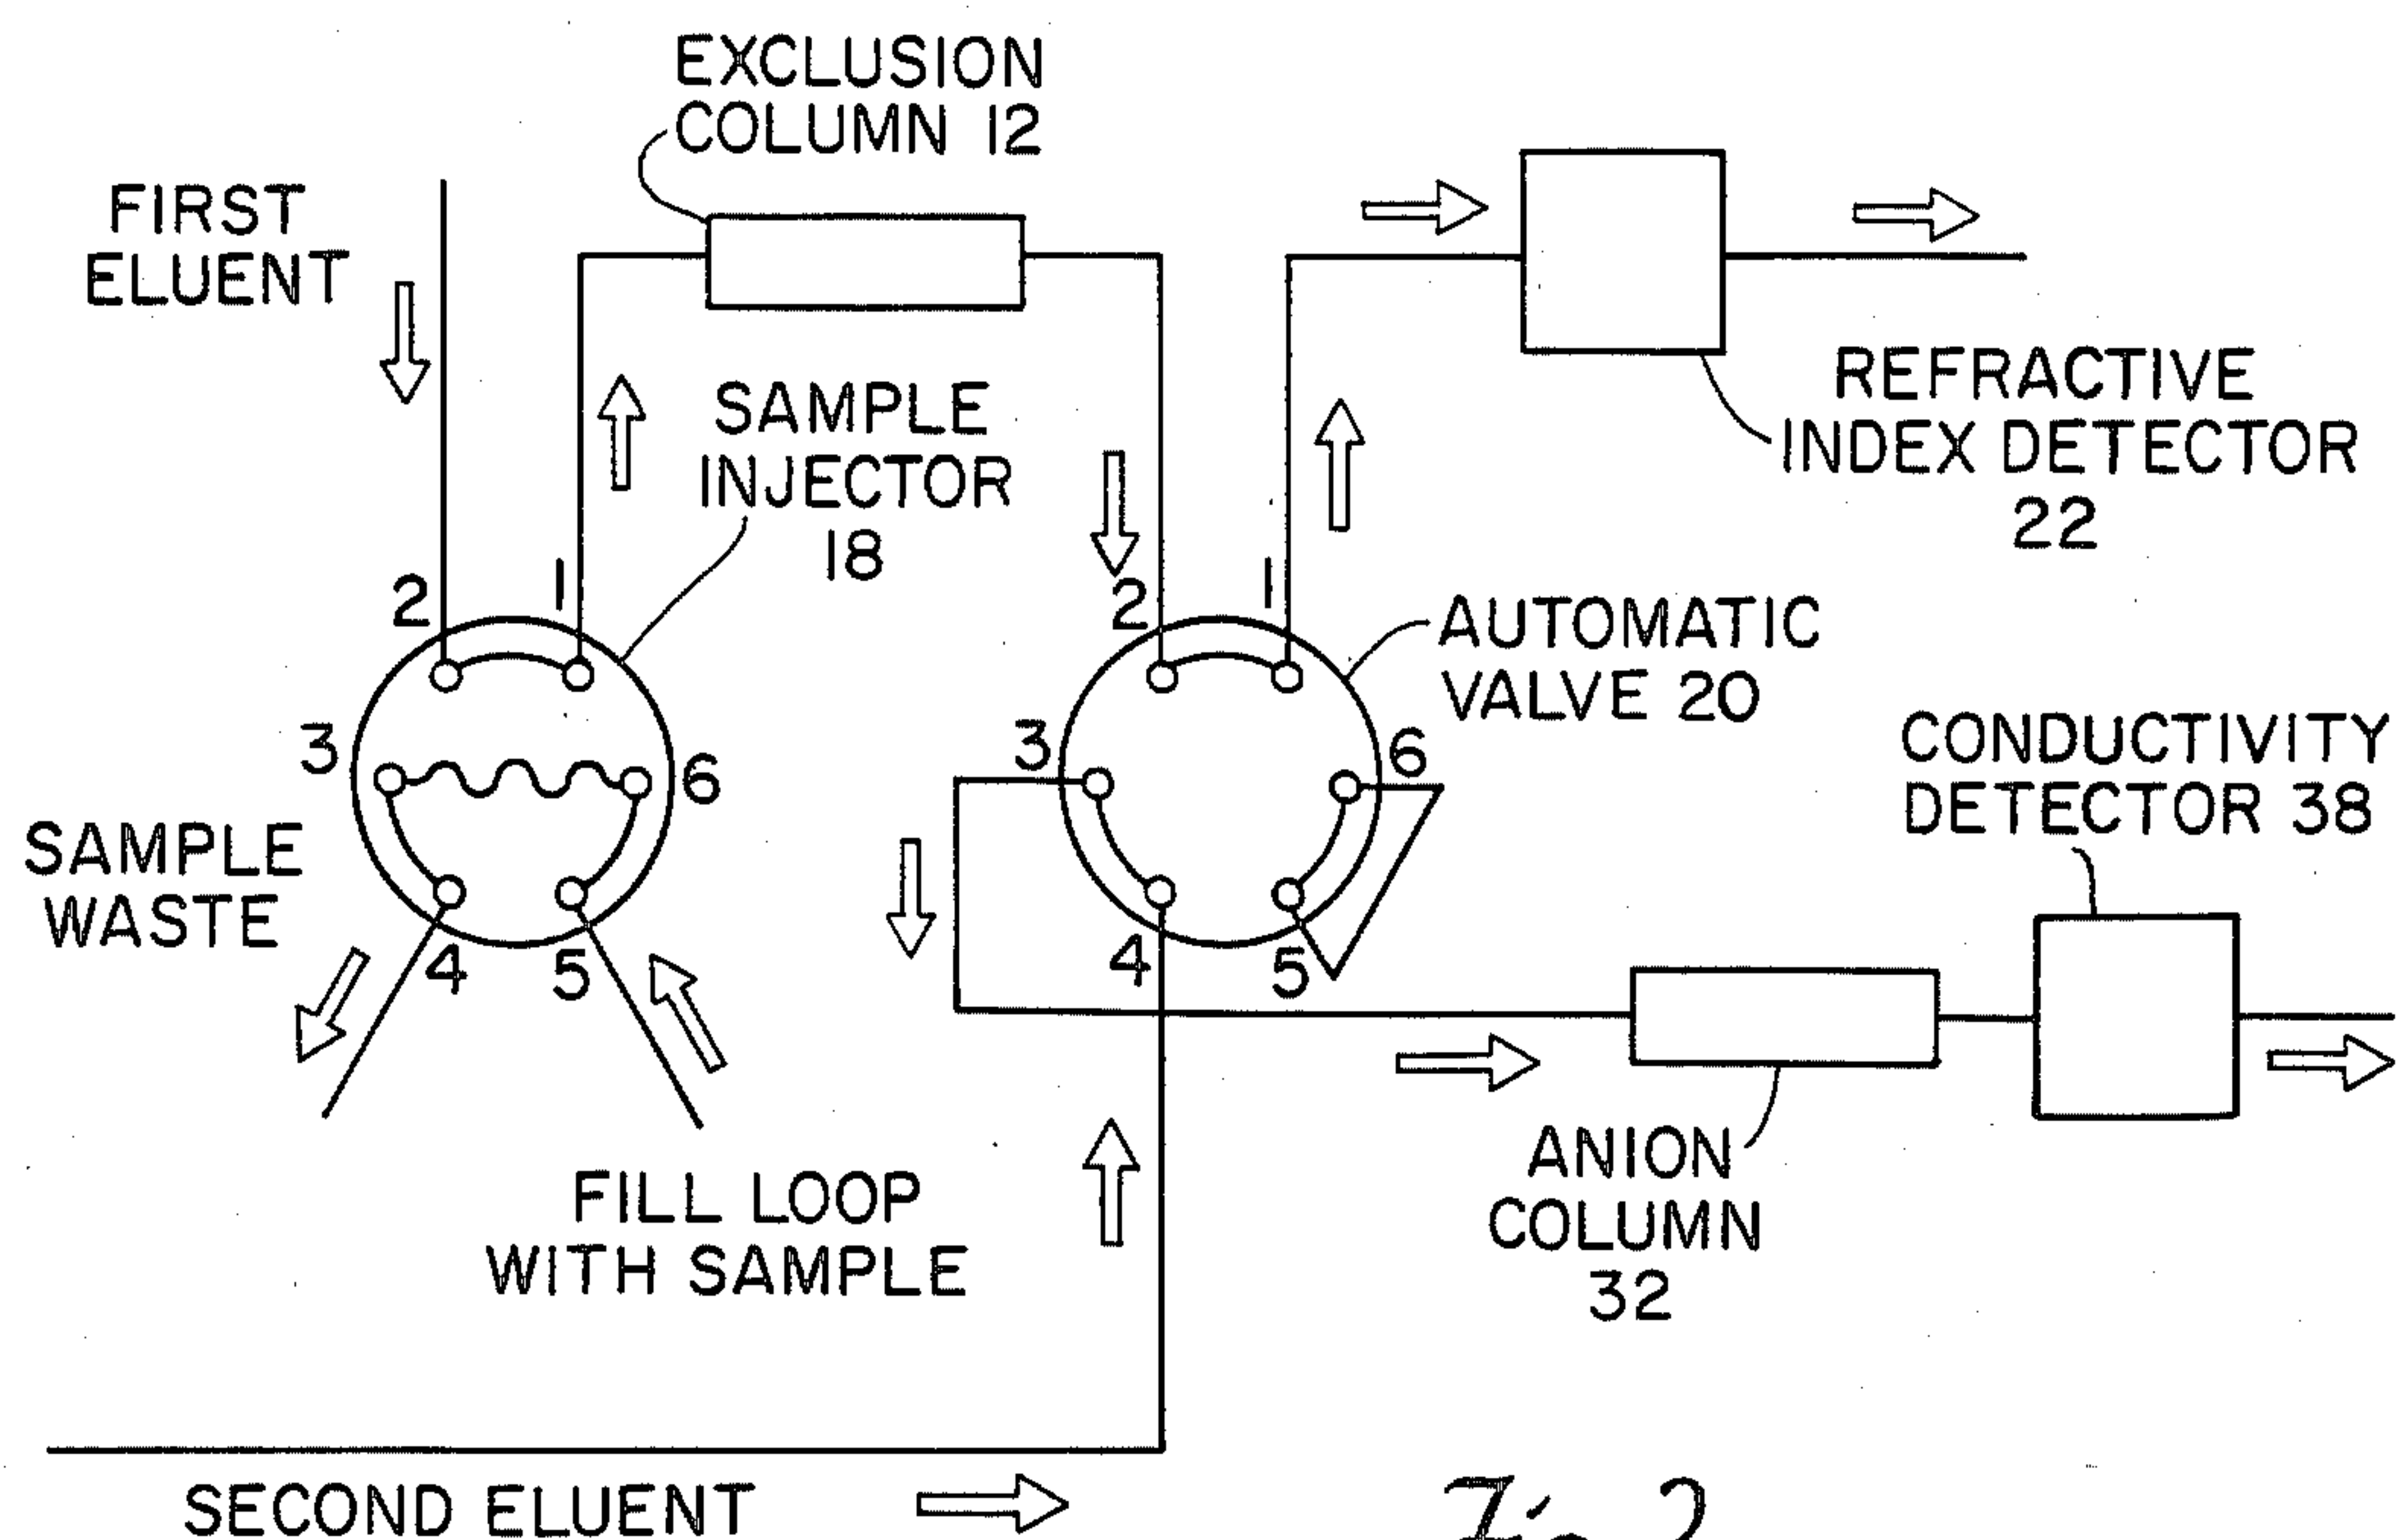 EXCLUSION
COLUMN 12
FIRST
ELUENT
SAMPLE
INJECTOR
18
REFRACTIVE
INDEX DETECTOR
22
2
1
2
1
AUTOMATIC
VALVE 20
3
6
3
6
CONDUCTIVITY
DETECTOR 38
SAMPLE
WASTE
4
5
4
5
FILL LOOP
WITH SAMPLE
ANION
COLUMN
32
SECOND ELUENT
Fig 2